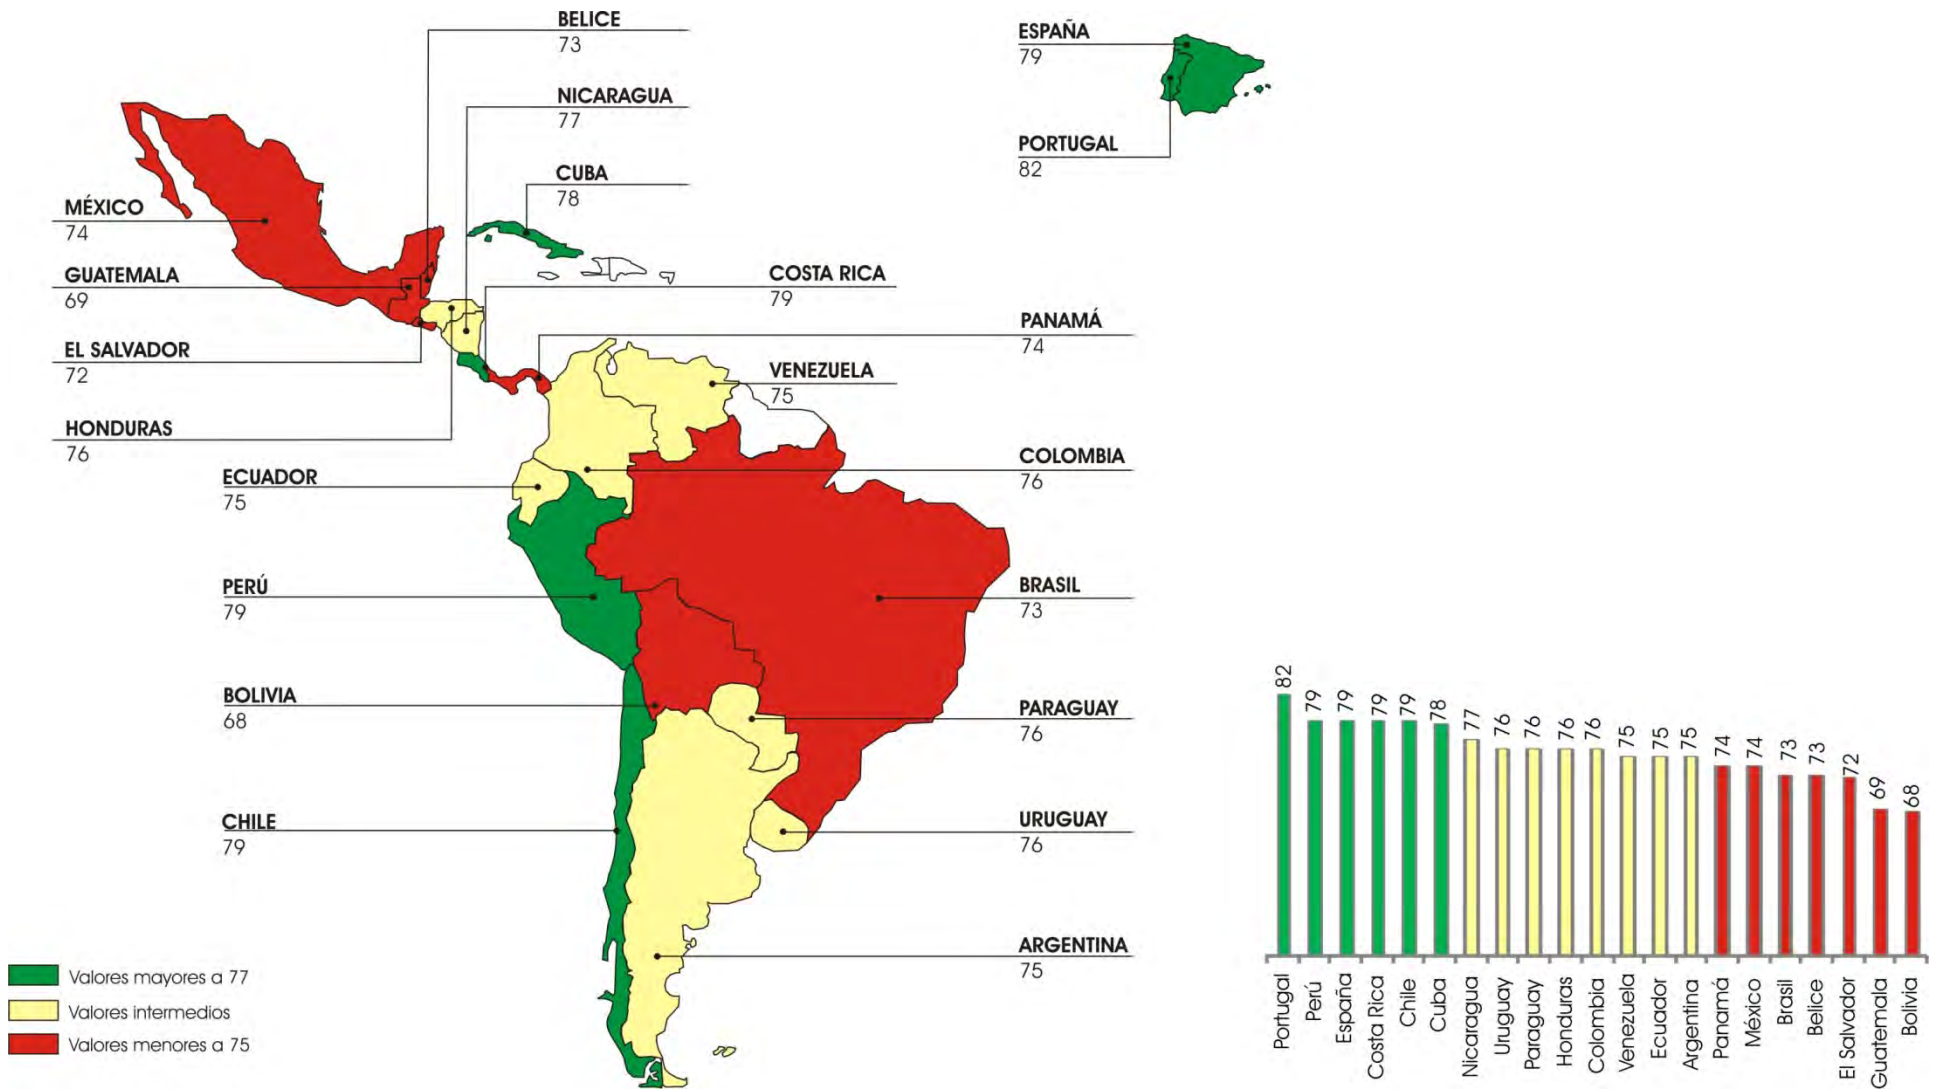 BELICE
73
NICARAGUA
77
CUBA
78
ESPAÑA
79
PORTUGAL
82
MÉXICO
74
GUATEMALA
69
EL SALVADOR
72
HONDURAS
76
COSTA RICA
79
PANAMÁ
74
VENEZUELA
75
COLOMBIA
76
ECUADOR
75
PERÚ
79
BRASIL
73
BOLIVIA
68
PARAGUAY
76
CHILE
79
URUGUAY
76
ARGENTINA
75
Valores mayores a 77
Valores intermedios
Valores menores a 75
82
79
79
79
79
78
77
76
76
76
76
75
75
75
74
74
73
73
72
69
68
Portugal
Perú
España
Costa Rica
Chile
Cuba
Nicaragua
Uruguay
Paraguay
Honduras
Colombia
Venezuela
Ecuador
Argentina
Panamá
México
Brasil
Belice
El Salvador
Guatemala
Bolivia